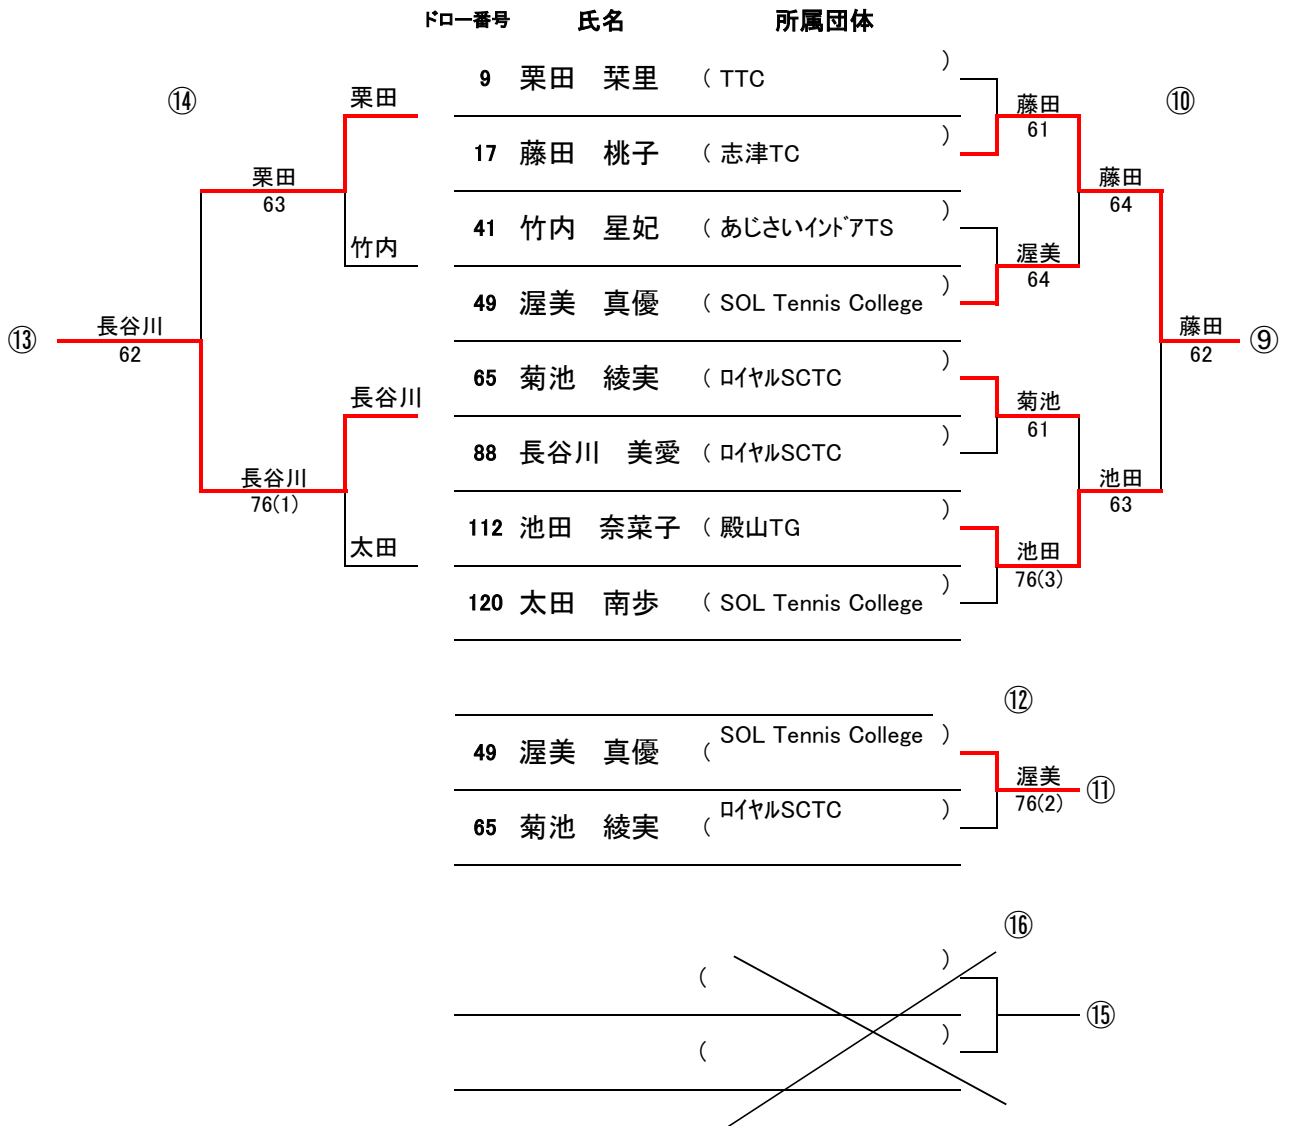 ドロー番号 氏名 所属団体
⑭ ⑩
9 栗田 栞里 ( TTC )
17 藤田 桃子 ( 志津TC )
41 竹内 星妃 ( あじさいインドアTS )
49 渥美 真優 ( SOL Tennis College )
65 菊池 綾実 ( ロイヤルSCTC )
88 長谷川 美愛 ( ロイヤルSCTC )
112 池田 奈菜子 ( 殿山TG )
120 太田 南歩 ( SOL Tennis College )
栗田
竹内
長谷川
太田
栗田
63
長谷川
76(1)
⑬
長谷川
62
藤田
61
渥美
64
菊池
61
池田
76(3)
藤田
64
池田
63
藤田
62
⑨
⑫
49 渥美 真優 ( SOL Tennis College )
65 菊池 綾実 ( ロイヤルSCTC )
渥美
76(2)
⑪
⑯
( )
( )
⑮